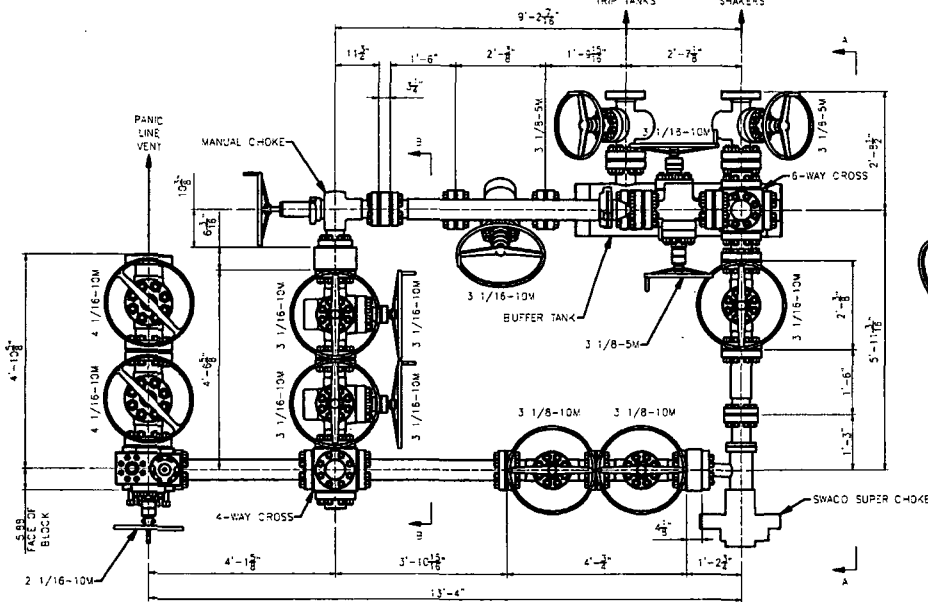 TRIP TANKS
SHAKERS
9'-2 7/16"
A
11 3/2"
1'-6"
2'-3/8"
1'-9 15/16"
2'-7 1/8"
3 1/4"
PANIC
LINE
VENT
MANUAL CHOKE
B
3 1/8-5M
3 1/16-10M
3 1/8-5M
2'-8 1/2"
6-WAY CROSS
10 3/8"
4 1/16-10M
3 1/16-10M
3 1/16-10M
3 1/16-10M
BUFFER TANK
3 1/8-5M
3 1/16-10M
2'-3/8"
5'-11 3/16"
4'-10 5/8"
4'-6 5/8"
4 1/16-10M
3 1/16-10M
3 1/16-10M
1'-6"
3 1/8-10M
3 1/8-10M
1'-3"
5.88
FACE OF
BLOCK
4-WAY CROSS
B
SWACO SUPER CHOKE
4 1/8"
2 1/16-10M
4'-1 5/8"
3'-10 15/16"
4'-3/2"
1'-2 3/2"
A
13'-4"